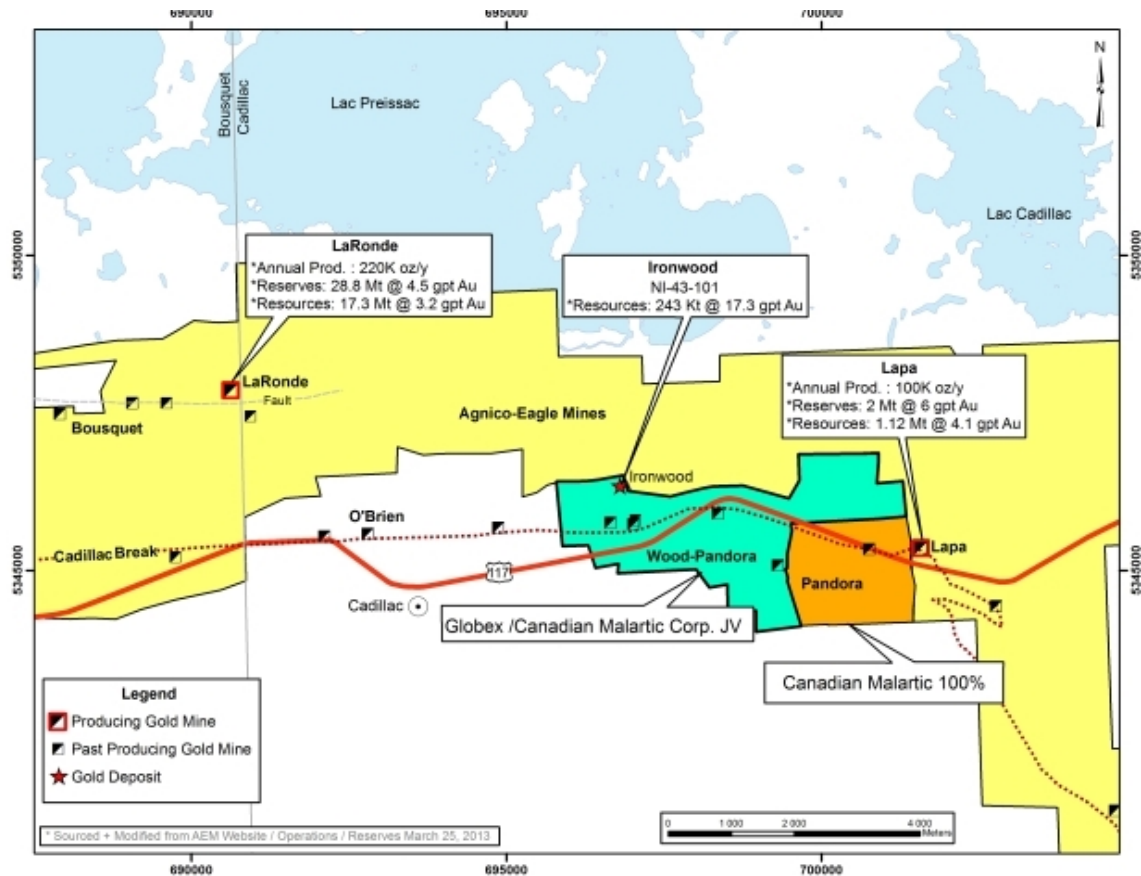 690000
695000
700000
N
Bousquet
Cadillac
Lac Preissac
Lac Cadillac
5350000
5350000
LaRonde
*Annual Prod. : 220K oz/y
*Reserves: 28.8 Mt @ 4.5 gpt Au
*Resources: 17.3 Mt @ 3.2 gpt Au
Ironwood
NI-43-101
*Resources: 243 Kt @ 17.3 gpt Au
Lapa
*Annual Prod. : 100K oz/y
*Reserves: 2 Mt @ 6 gpt Au
*Resources: 1.12 Mt @ 4.1 gpt Au
LaRonde
Fault
Bousquet
Agnico-Eagle Mines
Ironwood
O'Brien
Cadillac Break
Wood-Pandora
Lapa
Pandora
5345000
5345000
117
Cadillac
Globex /Canadian Malartic Corp. JV
Canadian Malartic 100%
Legend
Producing Gold Mine
Past Producing Gold Mine
Gold Deposit
* Sourced + Modified from AEM Website / Operations / Reserves March 25, 2013
0 1 000 2 000 4 000
Meters
690000
695000
700000